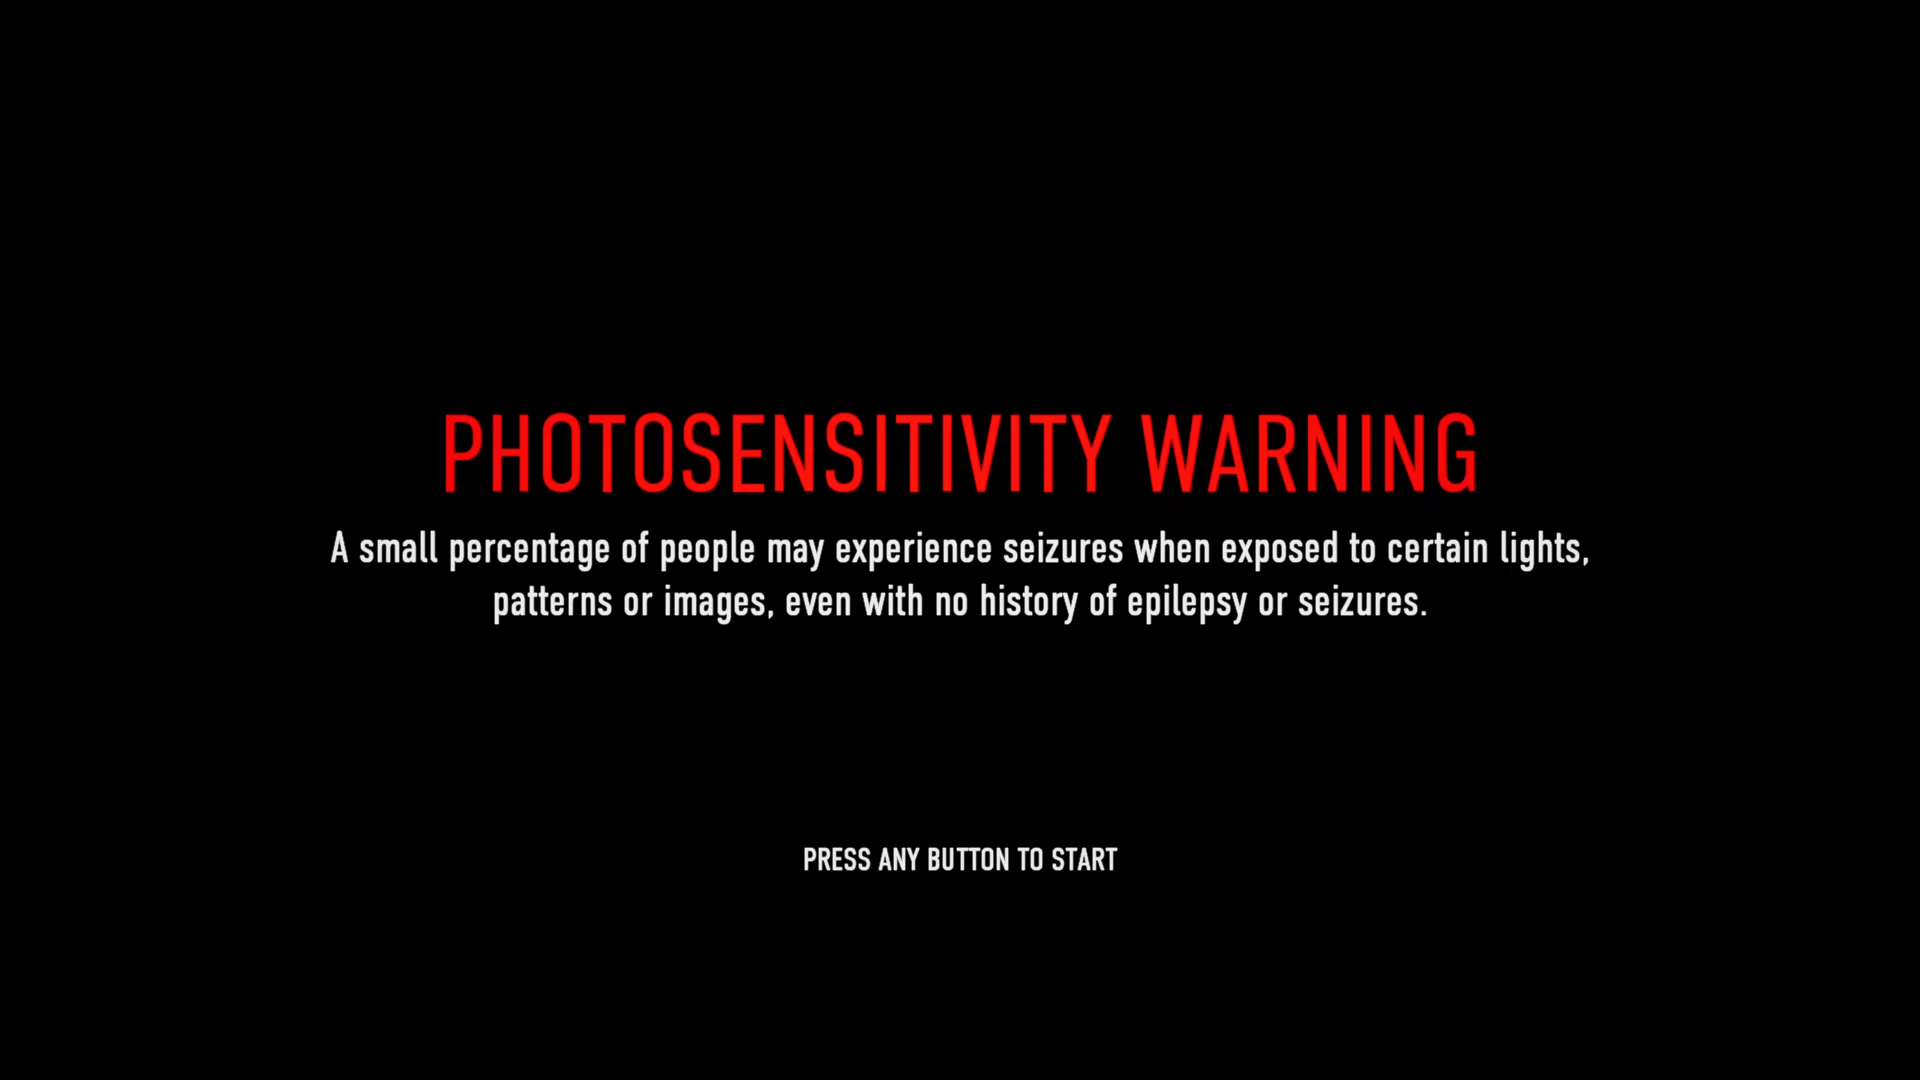 PHOTOSENSITIVITY WARNING
A small percentage of people may experience seizures when exposed to certain lights,
patterns or images, even with no history of epilepsy or seizures.
PRESS ANY BUTTON TO START